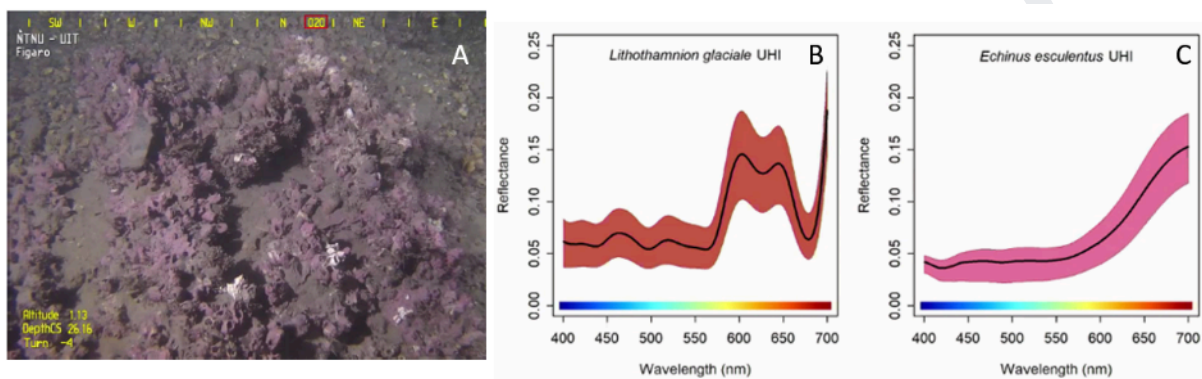 SW W NW N 020 NE E
NTNU - UIT
Figaro
A
Altitude 1.13
DepthCS 26.16
Turn -4
Lithothamnion glaciale UHI B
Reflectance
0.25
0.20
0.15
0.10
0.05
0.00
400 450 500 550 600 650 700
Wavelength (nm)
Echinus esculentus UHI C
Reflectance
0.25
0.20
0.15
0.10
0.05
0.00
400 450 500 550 600 650 700
Wavelength (nm)